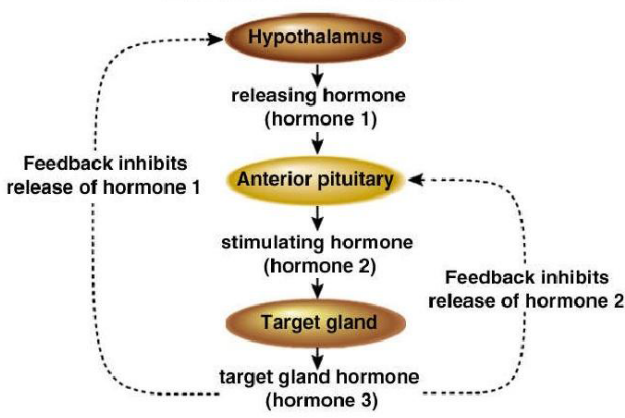 Hypothalamus
releasing hormone
(hormone 1)
Feedback inhibits
release of hormone 1
Anterior pituitary
stimulating hormone
(hormone 2)
Feedback inhibits
release of hormone 2
Target gland
target gland hormone
(hormone 3)